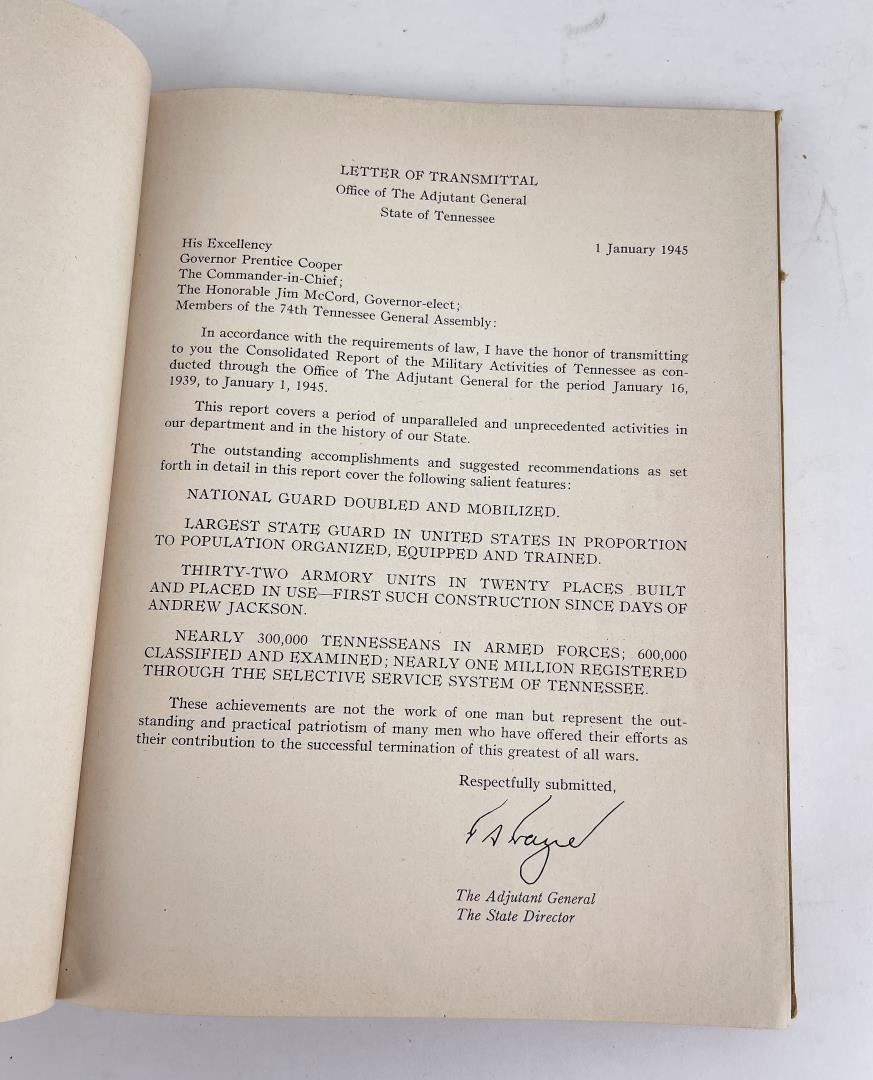 LETTER OF TRANSMITTAL
Office of The Adjutant General
State of Tennessee
1 January 1945
His Excellency
Governor Prentice Cooper
The Commander-in-Chief;
The Honorable Jim McCord, Governor-elect;
Members of the 74th Tennessee General Assembly:
In accordance with the requirements of law, I have the honor of transmitting
to you the Consolidated Report of the Military Activities of Tennessee as con-
ducted through the Office of The Adjutant General for the period January 16,
1939, to January 1, 1945.
This report covers a period of unparalleled and unprecedented activities in
our department and in the history of our State.
The outstanding accomplishments and suggested recommendations as set
forth in detail in this report cover the following salient features:
NATIONAL GUARD DOUBLED AND MOBILIZED.
LARGEST STATE GUARD IN UNITED STATES IN PROPORTION
TO POPULATION ORGANIZED, EQUIPPED AND TRAINED.
THIRTY-TWO ARMORY UNITS IN TWENTY PLACES BUILT
AND PLACED IN USE—FIRST SUCH CONSTRUCTION SINCE DAYS OF
ANDREW JACKSON.
NEARLY 300,000 TENNESSEANS IN ARMED FORCES; 600,000
CLASSIFIED AND EXAMINED; NEARLY ONE MILLION REGISTERED
THROUGH THE SELECTIVE SERVICE SYSTEM OF TENNESSEE.
These achievements are not the work of one man but represent the out-
standing and practical patriotism of many men who have offered their efforts as
their contribution to the successful termination of this greatest of all wars.
Respectfully submitted,
The Adjutant General
The State Director